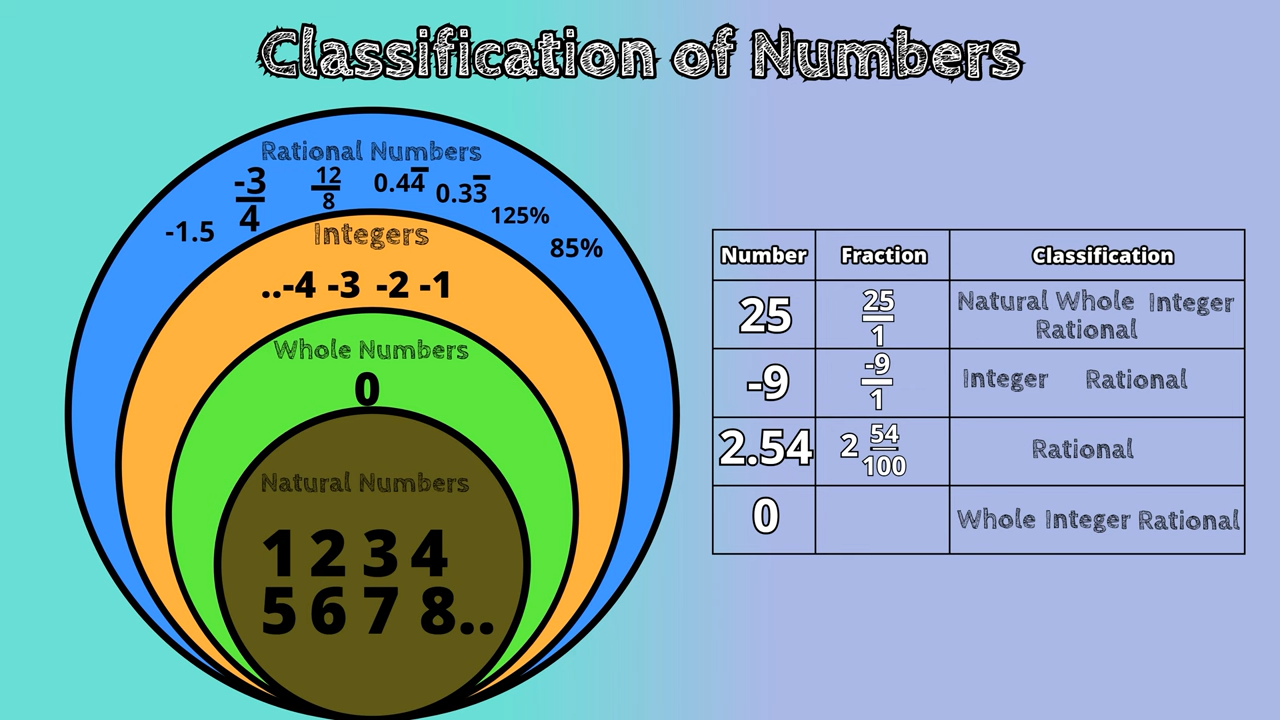 Classification of Numbers
Rational Numbers
-1.5 -3/4 12/8 0.44̅ 0.33̅ 125% 85%
Integers
..-4 -3 -2 -1
Whole Numbers
0
Natural Numbers
1 2 3 4
5 6 7 8..
Number Fraction Classification
25 25/1 Natural Whole Integer
Rational
-9 -9/1 Integer Rational
2.54 2 54/100 Rational
0 Whole Integer Rational